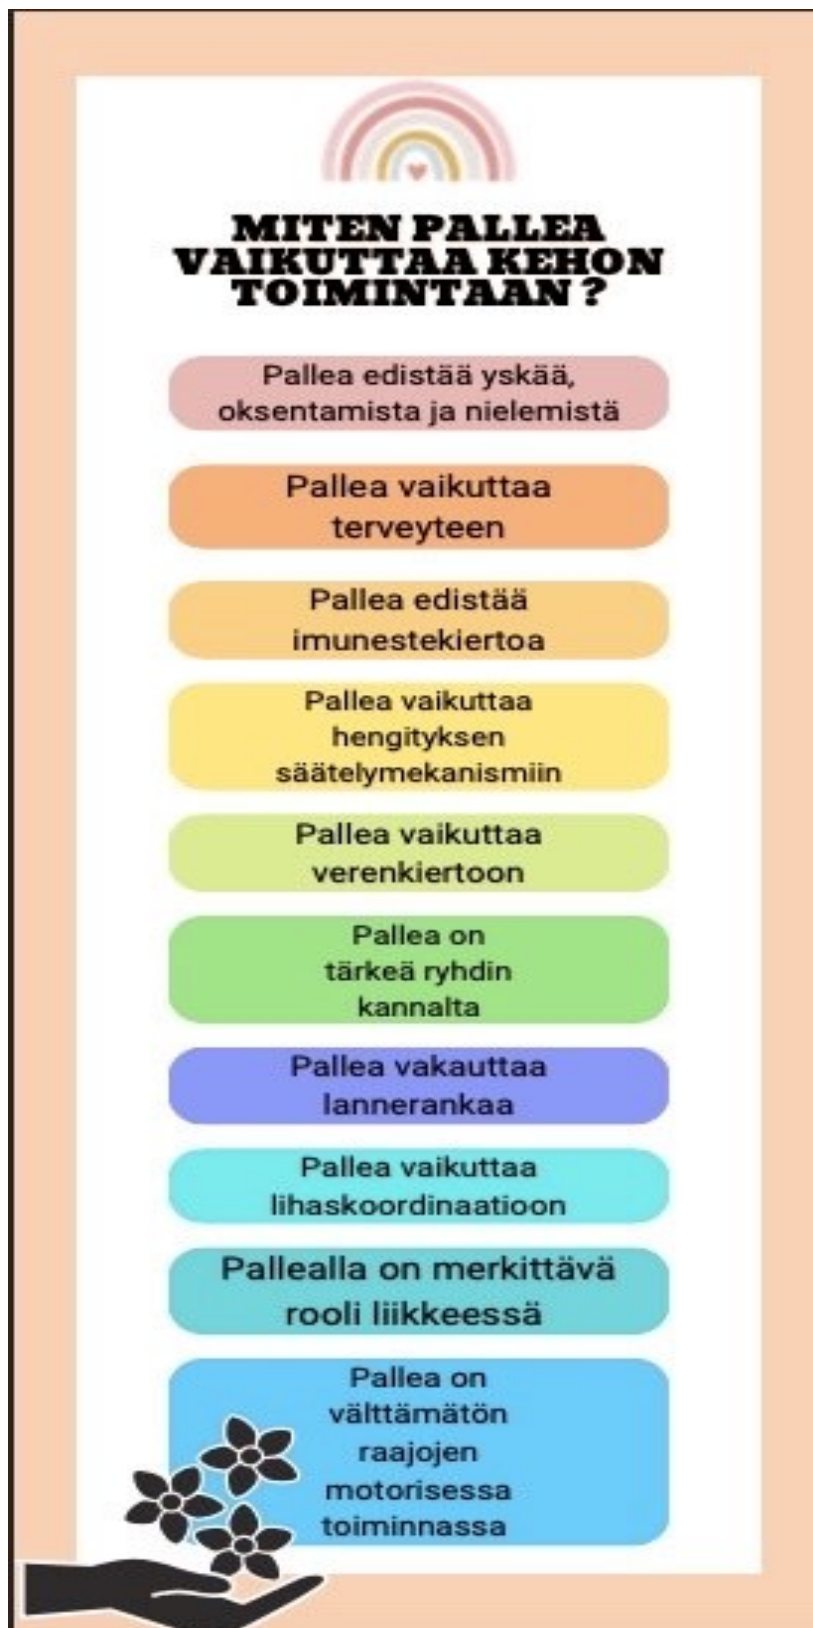 MITEN PALLEA
VAIKUTTAA KEHON
TOIMINTAAN ?
Pallea edistää yskää,
oksentamista ja nielemistä
Pallea vaikuttaa
terveyteen
Pallea edistää
imunestekiertoa
Pallea vaikuttaa
hengityksen
säätelymekanismiin
Pallea vaikuttaa
verenkiertoon
Pallea on
tärkeä ryhdin
kannalta
Pallea vakauttaa
lannerankaa
Pallea vaikuttaa
lihaskoordinaatioon
Pallealla on merkittävä
rooli liikkeessä
Pallea on
välttämätön
raajojen
motorisessa
toiminnassa